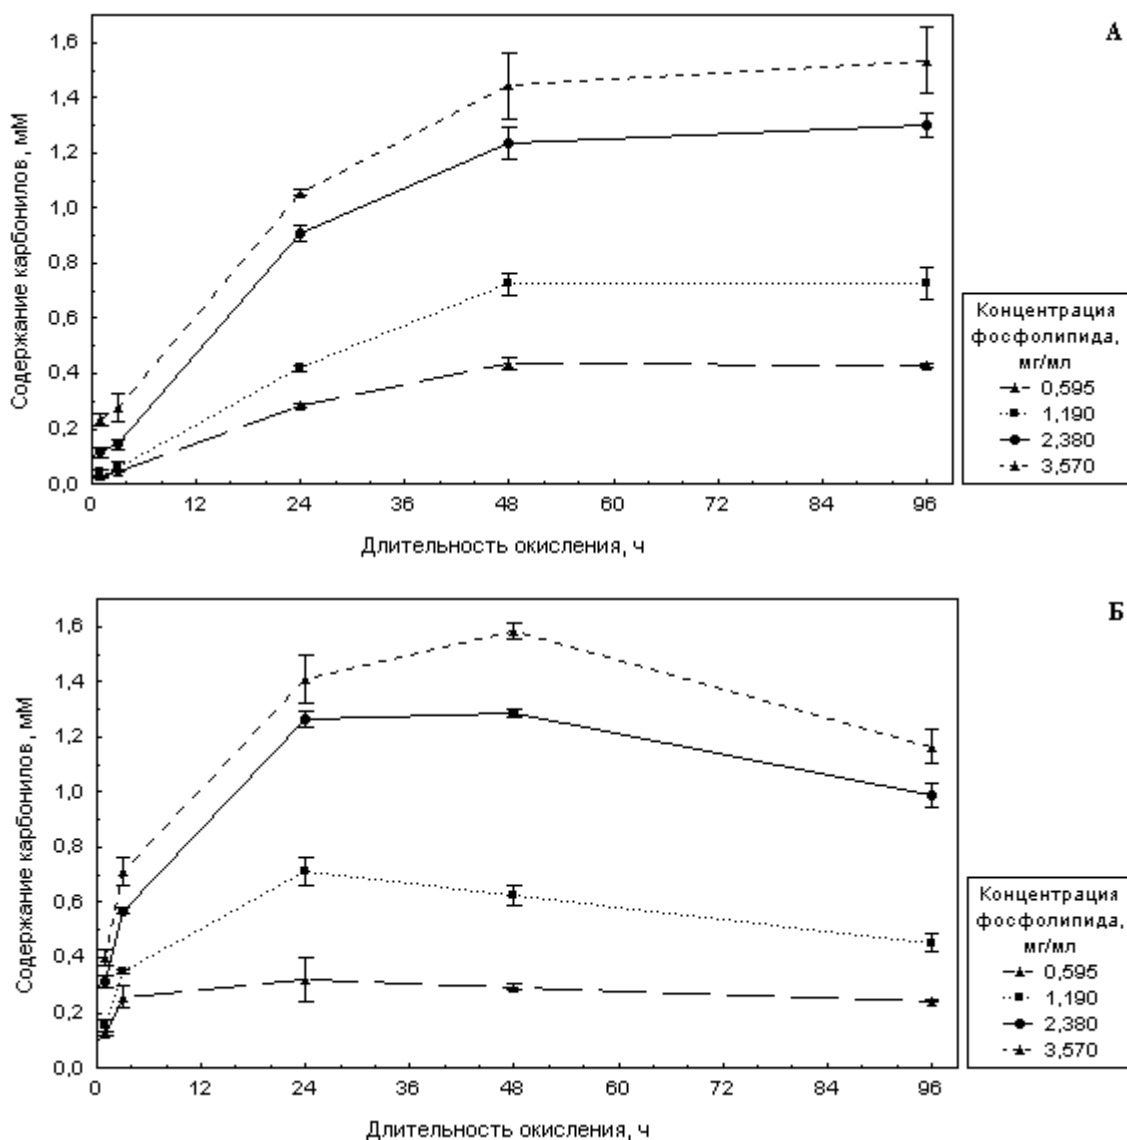 А
1,6
1,4
1,2
1,0
0,8
0,6
0,4
0,2
0,0
Содержание карбонилов, мМ
0 12 24 36 48 60 72 84 96
Длительность окисления, ч
Концентрация
фосфолипида,
мг/мл
0,595
1,190
2,380
3,570
Б
1,6
1,4
1,2
1,0
0,8
0,6
0,4
0,2
0,0
Содержание карбонилов, мМ
0 12 24 36 48 60 72 84 96
Длительность окисления, ч
Концентрация
фосфолипида,
мг/мл
0,595
1,190
2,380
3,570